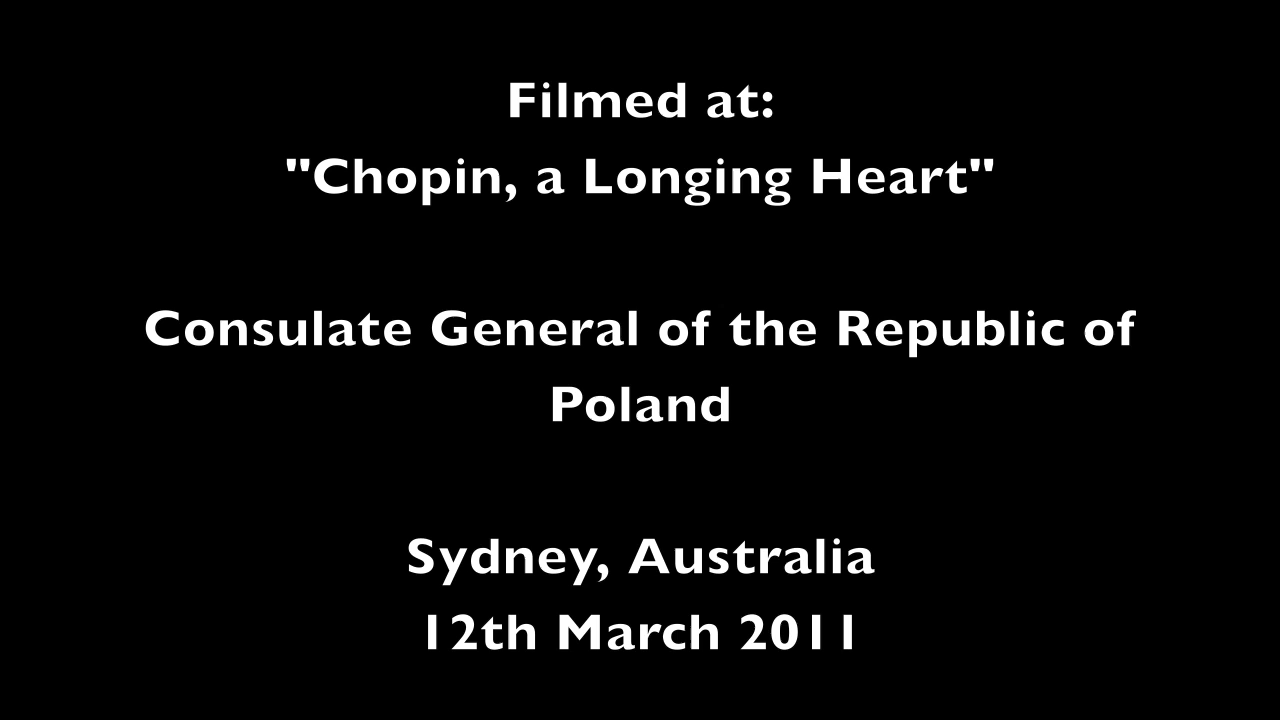 Filmed at:
"Chopin, a Longing Heart"
Consulate General of the Republic of
Poland
Sydney, Australia
12th March 2011